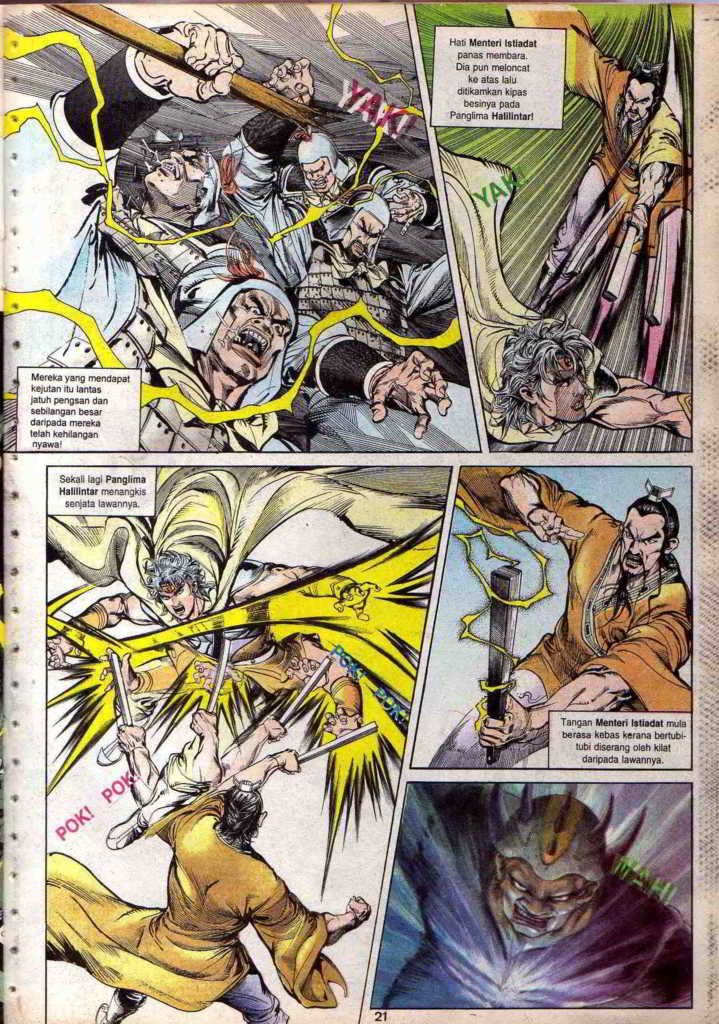 YAK!
Mereka yang mendapat
kejutan itu lantas
jatuh pengsan dan
sebilangan besar
daripada mereka
telah kehilangan
nyawa!
Hati Menteri Istiadat
panas membara.
Dia pun meloncat
ke atas lalu
ditikamkan kipas
besinya pada
Panglima Halilintar!
YAK!
Sekali lagi Panglima
Halilintar menangkis
senjata lawannya.
POK! POK!
POK! POK!
Tangan Menteri Istiadat mula
berasa kebas kerana bertubi-
tubi diserang oleh kilat
daripada lawannya.
21